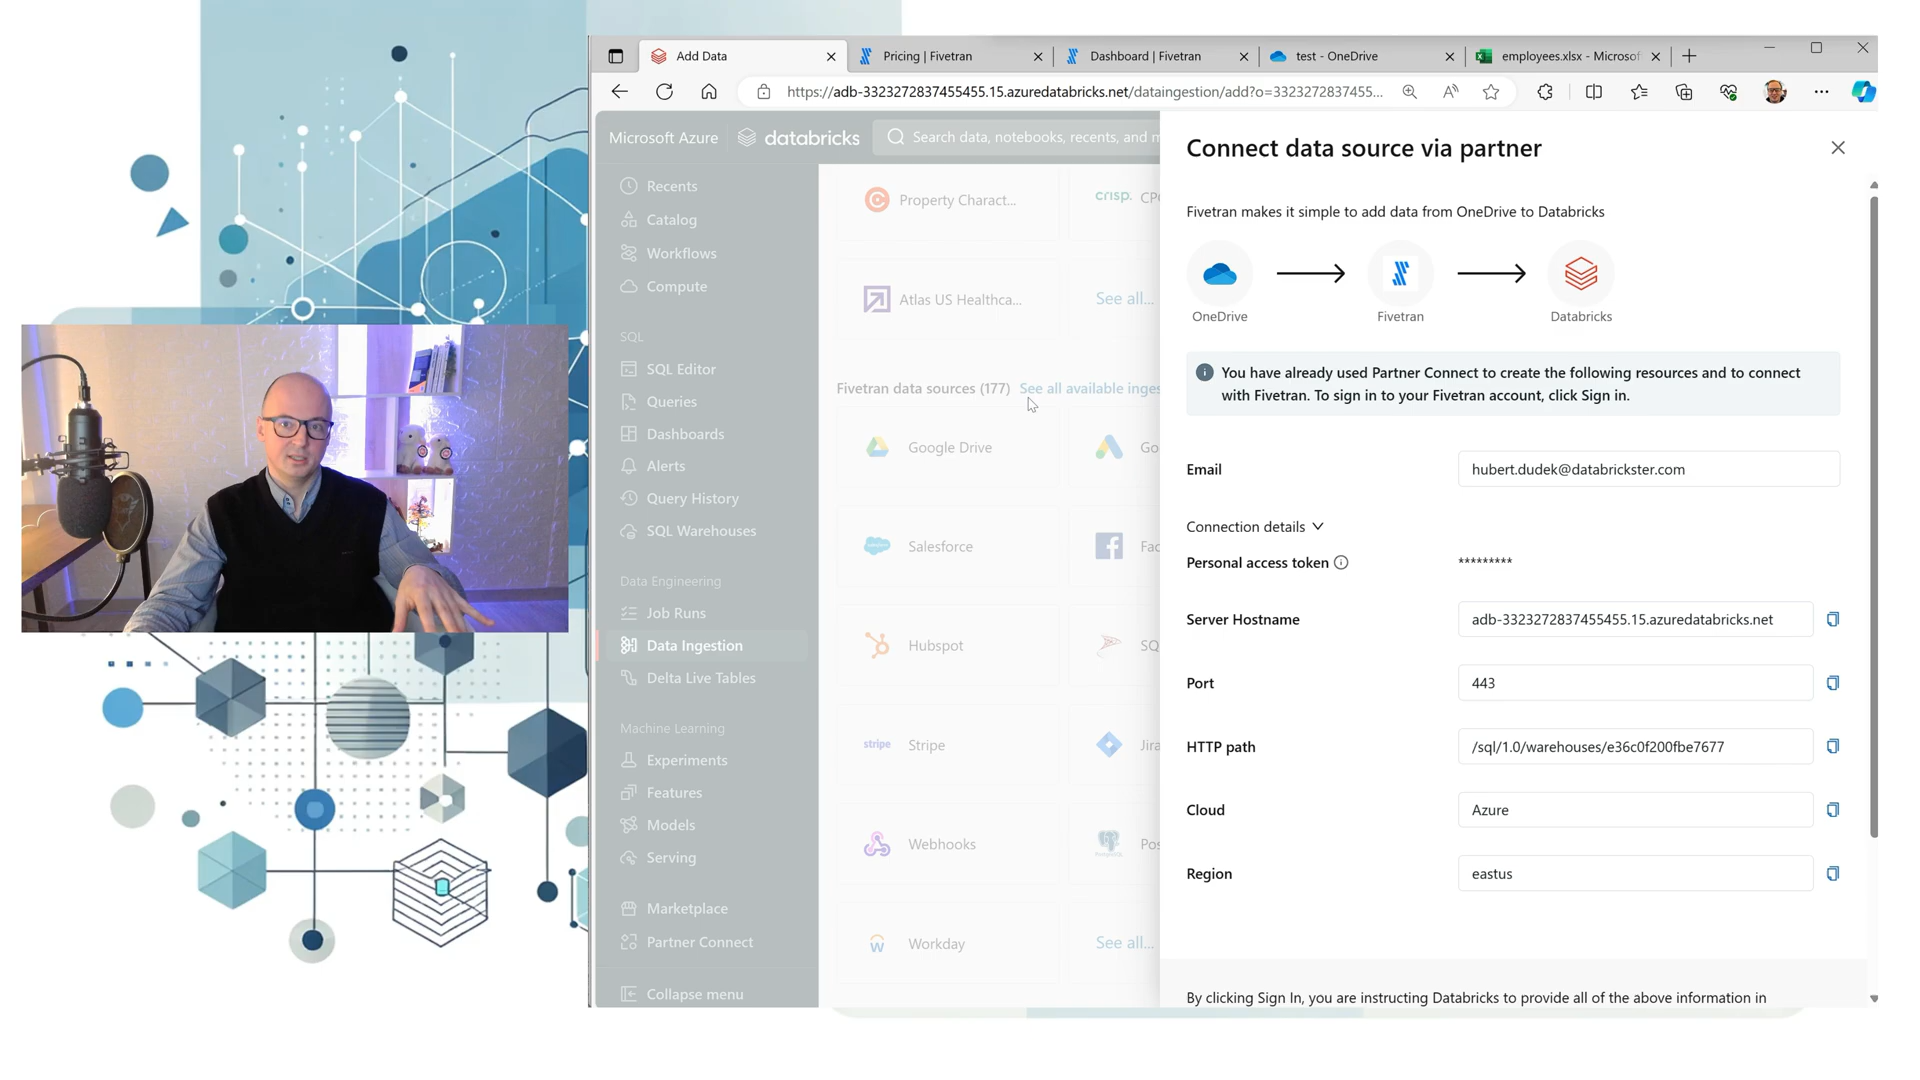 Add Data
Pricing | Fivetran
Dashboard | Fivetran
test - OneDrive
employees.xlsx - Microsof
https://adb-3323272837455455.15.azuredatabricks.net/dataingestion/add?o=3323272837455...
Microsoft Azure
databricks
Search data, notebooks, recents, and m
Recents
Catalog
Workflows
Compute
SQL
SQL Editor
Queries
Dashboards
Alerts
Query History
SQL Warehouses
Data Engineering
Job Runs
Data Ingestion
Delta Live Tables
Machine Learning
Experiments
Features
Models
Serving
Marketplace
Partner Connect
Collapse menu
Property Charact...
crisp. CPG
Atlas US Healthca...
See all...
Fivetran data sources (177) See all available inges
Google Drive
Go
Salesforce
Fac
Hubspot
SQ
stripe Stripe
Jira
Webhooks
PostgreSQL Pos
Workday
See all...
Connect data source via partner
Fivetran makes it simple to add data from OneDrive to Databricks
OneDrive
Fivetran
Databricks
You have already used Partner Connect to create the following resources and to connect
with Fivetran. To sign in to your Fivetran account, click Sign in.
Email
hubert.dudek@databrickster.com
Connection details
Personal access token
*********
Server Hostname
adb-3323272837455455.15.azuredatabricks.net
Port
443
HTTP path
/sql/1.0/warehouses/e36c0f200fbe7677
Cloud
Azure
Region
eastus
By clicking Sign In, you are instructing Databricks to provide all of the above information in